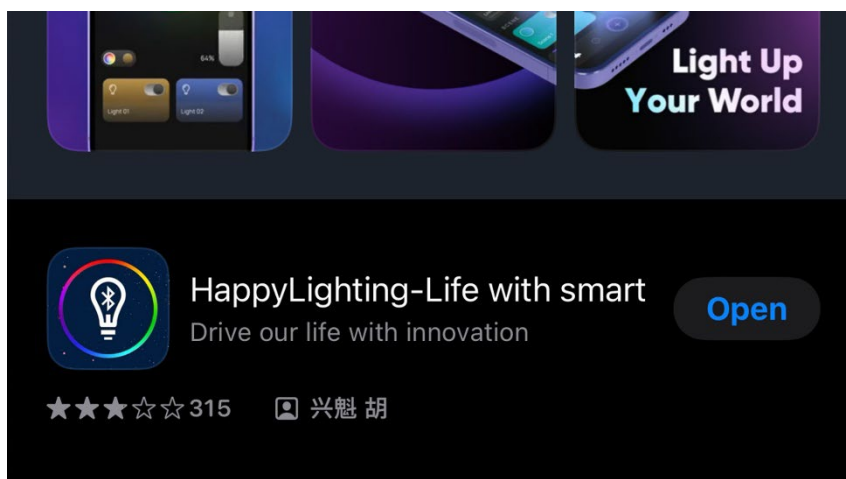 64%
Light 01
Light 02
Light Up
Your World
HappyLighting-Life with smart
Drive our life with innovation
Open
315
兴魁 胡